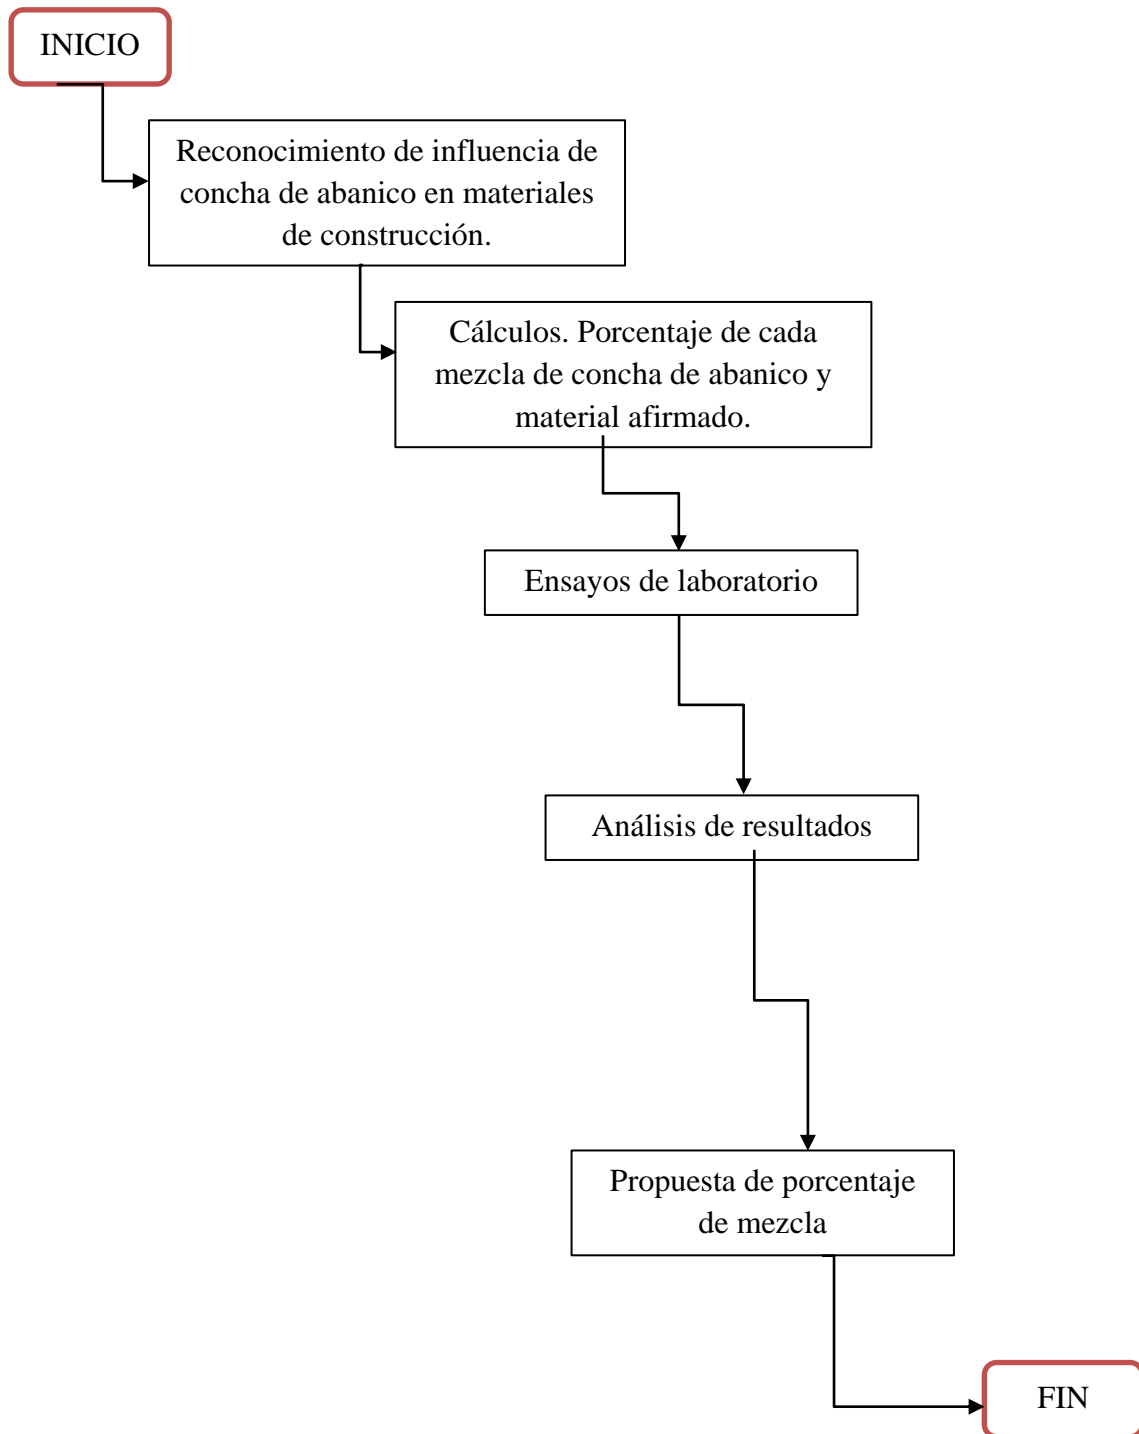 INICIO
Reconocimiento de influencia de
concha de abanico en materiales
de construcción.
Cálculos. Porcentaje de cada
mezcla de concha de abanico y
material afirmado.
Ensayos de laboratorio
Análisis de resultados
Propuesta de porcentaje
de mezcla
FIN